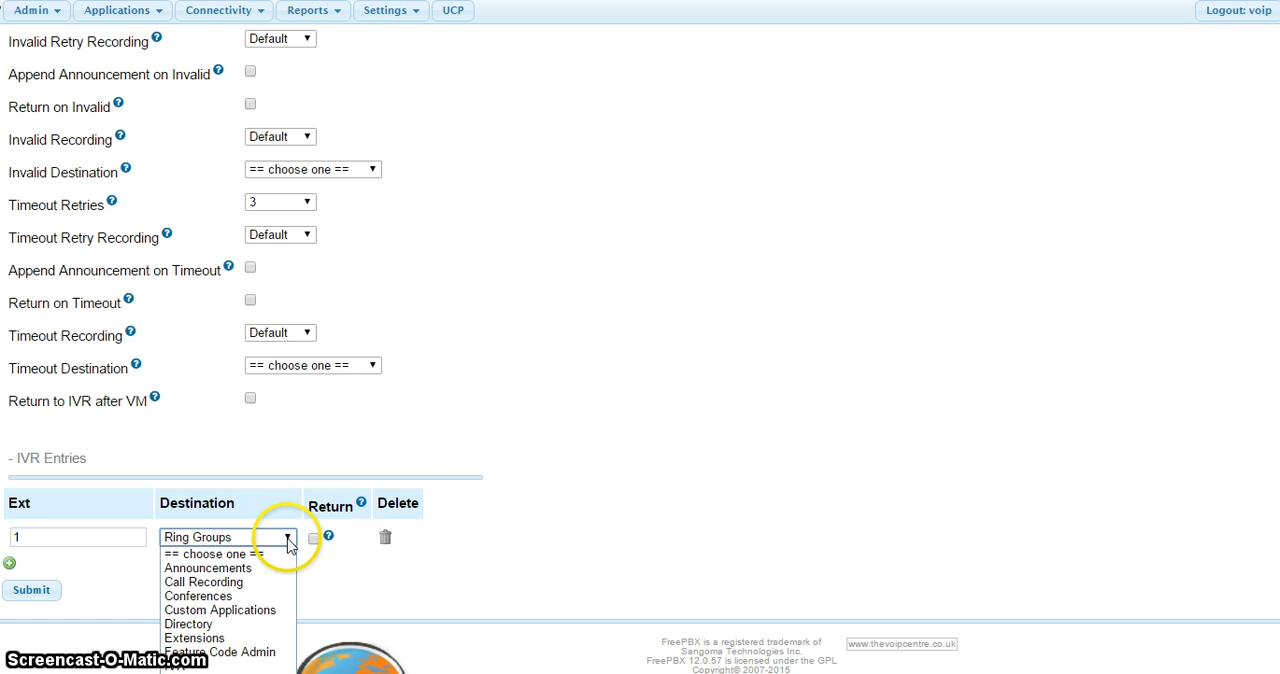 Admin
Applications
Connectivity
Reports
Settings
UCP
Logout: voip
Invalid Retry Recording ?
Default
Append Announcement on Invalid ?
Return on Invalid ?
Invalid Recording ?
Default
Invalid Destination ?
== choose one ==
Timeout Retries ?
3
Timeout Retry Recording ?
Default
Append Announcement on Timeout ?
Return on Timeout ?
Timeout Recording ?
Default
Timeout Destination ?
== choose one ==
Return to IVR after VM ?
- IVR Entries
Ext Destination Return ? Delete
1 Ring Groups ?
== choose one ==
Announcements
Call Recording
Conferences
Custom Applications
Directory
Extensions
Feature Code Admin
Submit
Screencast-O-Matic.com
FreePBX is a registered trademark of
Sangoma Technologies Inc.
FreePBX 12.0.57 is licensed under the GPL
Copyright© 2007-2015
www.thevoipcentre.co.uk